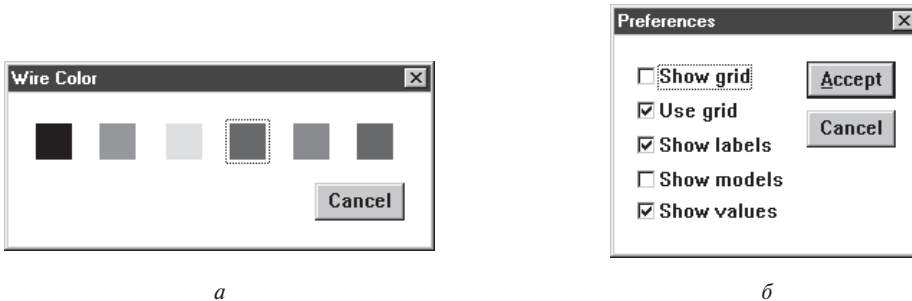 Wire Color
Cancel
а
Preferences
Show grid
Use grid
Show labels
Show models
Show values
Accept
Cancel
б